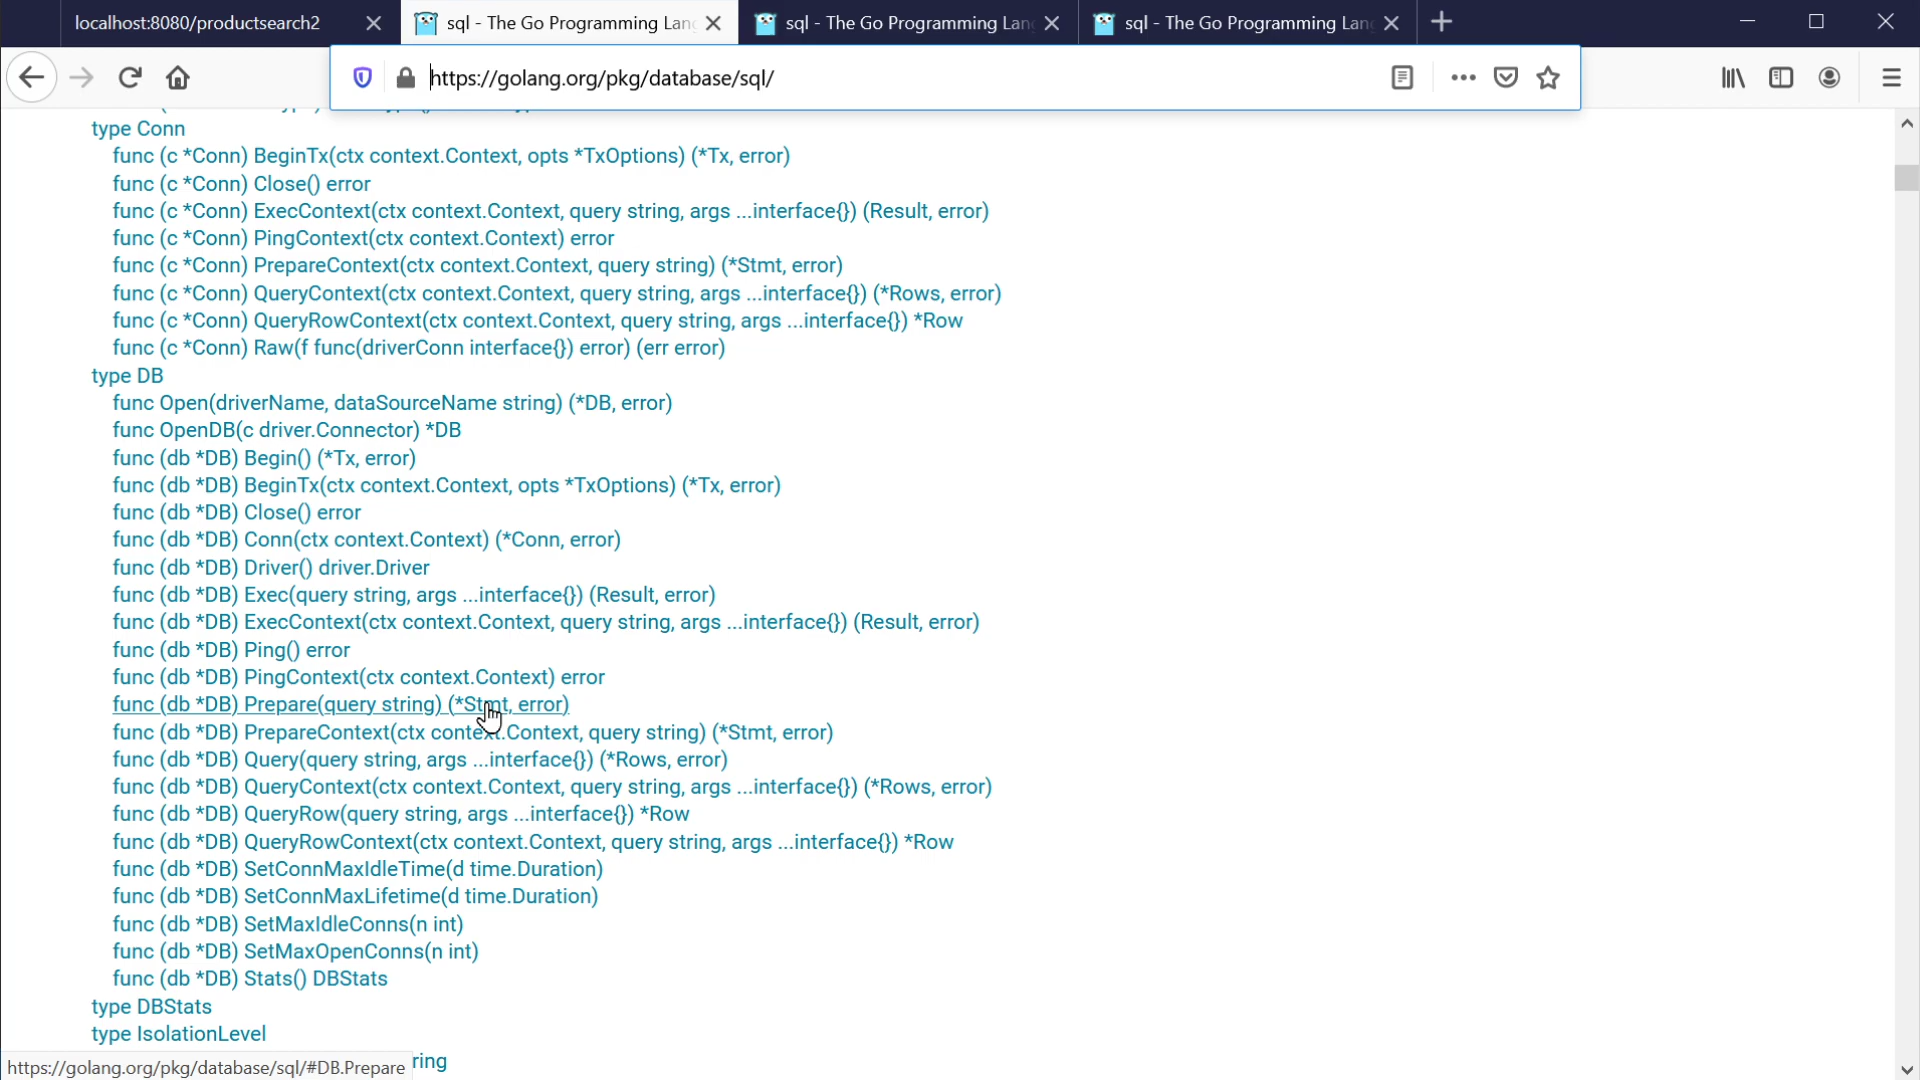 localhost:8080/productsearch2
sql - The Go Programming Lan
sql - The Go Programming Lan
sql - The Go Programming Lan
https://golang.org/pkg/database/sql/
type Conn
func (c *Conn) BeginTx(ctx context.Context, opts *TxOptions) (*Tx, error)
func (c *Conn) Close() error
func (c *Conn) ExecContext(ctx context.Context, query string, args ...interface{}) (Result, error)
func (c *Conn) PingContext(ctx context.Context) error
func (c *Conn) PrepareContext(ctx context.Context, query string) (*Stmt, error)
func (c *Conn) QueryContext(ctx context.Context, query string, args ...interface{}) (*Rows, error)
func (c *Conn) QueryRowContext(ctx context.Context, query string, args ...interface{}) *Row
func (c *Conn) Raw(f func(driverConn interface{}) error) (err error)
type DB
func Open(driverName, dataSourceName string) (*DB, error)
func OpenDB(c driver.Connector) *DB
func (db *DB) Begin() (*Tx, error)
func (db *DB) BeginTx(ctx context.Context, opts *TxOptions) (*Tx, error)
func (db *DB) Close() error
func (db *DB) Conn(ctx context.Context) (*Conn, error)
func (db *DB) Driver() driver.Driver
func (db *DB) Exec(query string, args ...interface{}) (Result, error)
func (db *DB) ExecContext(ctx context.Context, query string, args ...interface{}) (Result, error)
func (db *DB) Ping() error
func (db *DB) PingContext(ctx context.Context) error
func (db *DB) Prepare(query string) (*Stmt, error)
func (db *DB) PrepareContext(ctx context.Context, query string) (*Stmt, error)
func (db *DB) Query(query string, args ...interface{}) (*Rows, error)
func (db *DB) QueryContext(ctx context.Context, query string, args ...interface{}) (*Rows, error)
func (db *DB) QueryRow(query string, args ...interface{}) *Row
func (db *DB) QueryRowContext(ctx context.Context, query string, args ...interface{}) *Row
func (db *DB) SetConnMaxIdleTime(d time.Duration)
func (db *DB) SetConnMaxLifetime(d time.Duration)
func (db *DB) SetMaxIdleConns(n int)
func (db *DB) SetMaxOpenConns(n int)
func (db *DB) Stats() DBStats
type DBStats
type IsolationLevel
ring
https://golang.org/pkg/database/sql/#DB.Prepare